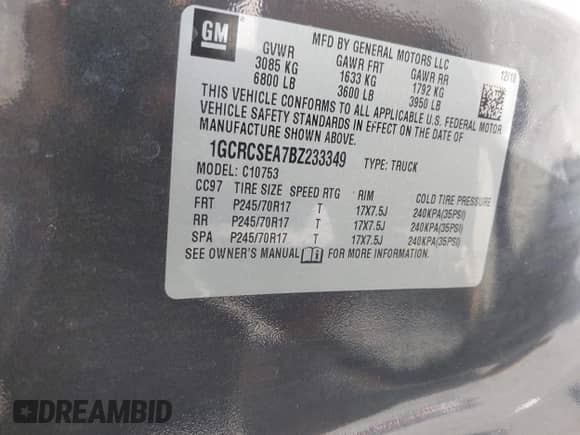 GM
MFD BY GENERAL MOTORS LLC
GVWR GAWR FRT GAWR RR 12/10
3085 KG 1633 KG 1792 KG
6800 LB 3600 LB 3950 LB
THIS VEHICLE CONFORMS TO ALL APPLICABLE U.S. FEDERAL MOTOR
VEHICLE SAFETY STANDARDS IN EFFECT ON THE DATE OF
MANUFACTURE SHOWN ABOVE.
1GCRCSEA7BZ233349 TYPE: TRUCK
MODEL: C10753
CC97 TIRE SIZE SPEED RTG RIM COLD TIRE PRESSURE
FRT P245/70R17 T 17X7.5J 240KPA(35PSI)
RR P245/70R17 T 17X7.5J 240KPA(35PSI)
SPA P245/70R17 T 17X7.5J 240KPA(35PSI)
SEE OWNER'S MANUAL FOR MORE INFORMATION.
DREAMBID